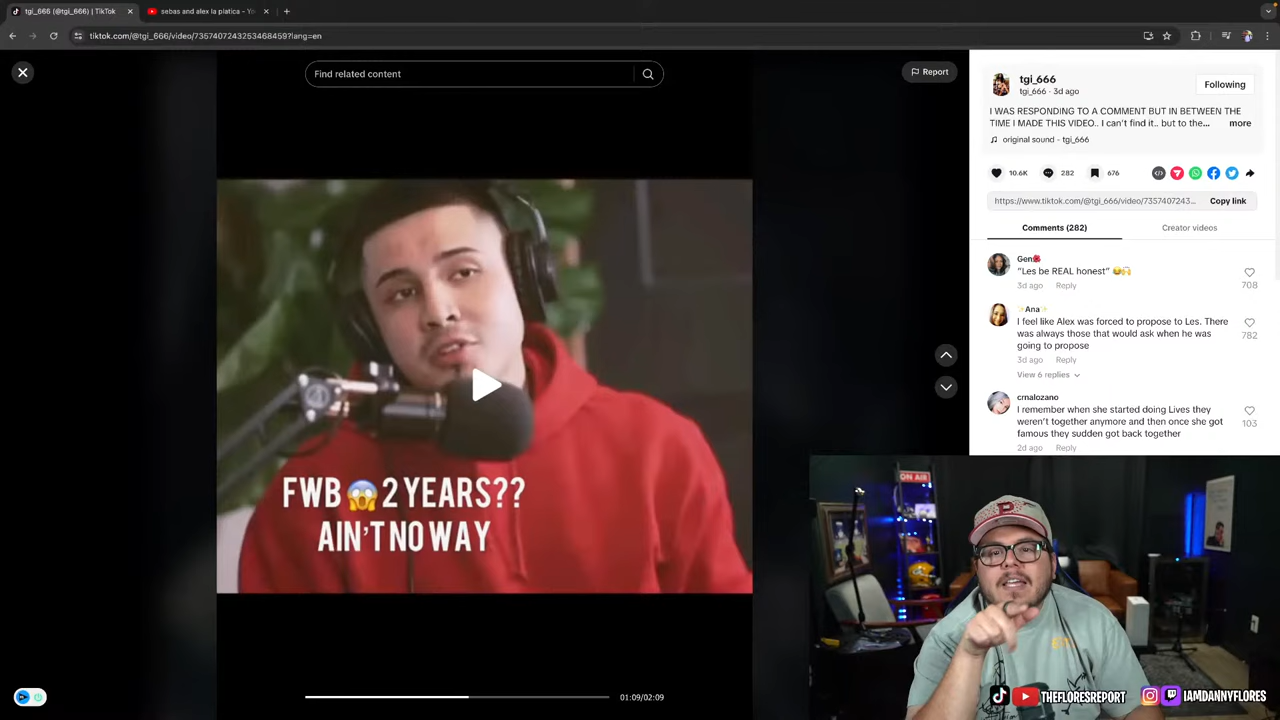 tgi_666 (@tgi_666) | TikTok
sebas and alex la platica - Yo
tiktok.com/@tgi_666/video/7357407243253468459?lang=en
Find related content
Report
FWB 😱 2 YEARS??
AIN'T NO WAY
01:09/02:09
tgi_666
tgi_666 · 3d ago
Following
I WAS RESPONDING TO A COMMENT BUT IN BETWEEN THE
TIME I MADE THIS VIDEO.. I can't find it.. but to the... more
original sound - tgi_666
10.6K
282
676
https://www.tiktok.com/@tgi_666/video/7357407243...
Copy link
Comments (282)
Creator videos
Gen🌺
"Les be REAL honest" 😂🙌
3d ago Reply
708
✨Ana✨
I feel like Alex was forced to propose to Les. There
was always those that would ask when he was
going to propose
3d ago Reply
782
View 6 replies
crnalozano
I remember when she started doing Lives they
weren't together anymore and then once she got
famous they sudden got back together
2d ago Reply
103
ON AIR
THEFLORESREPORT
IAMDANNYFLORES